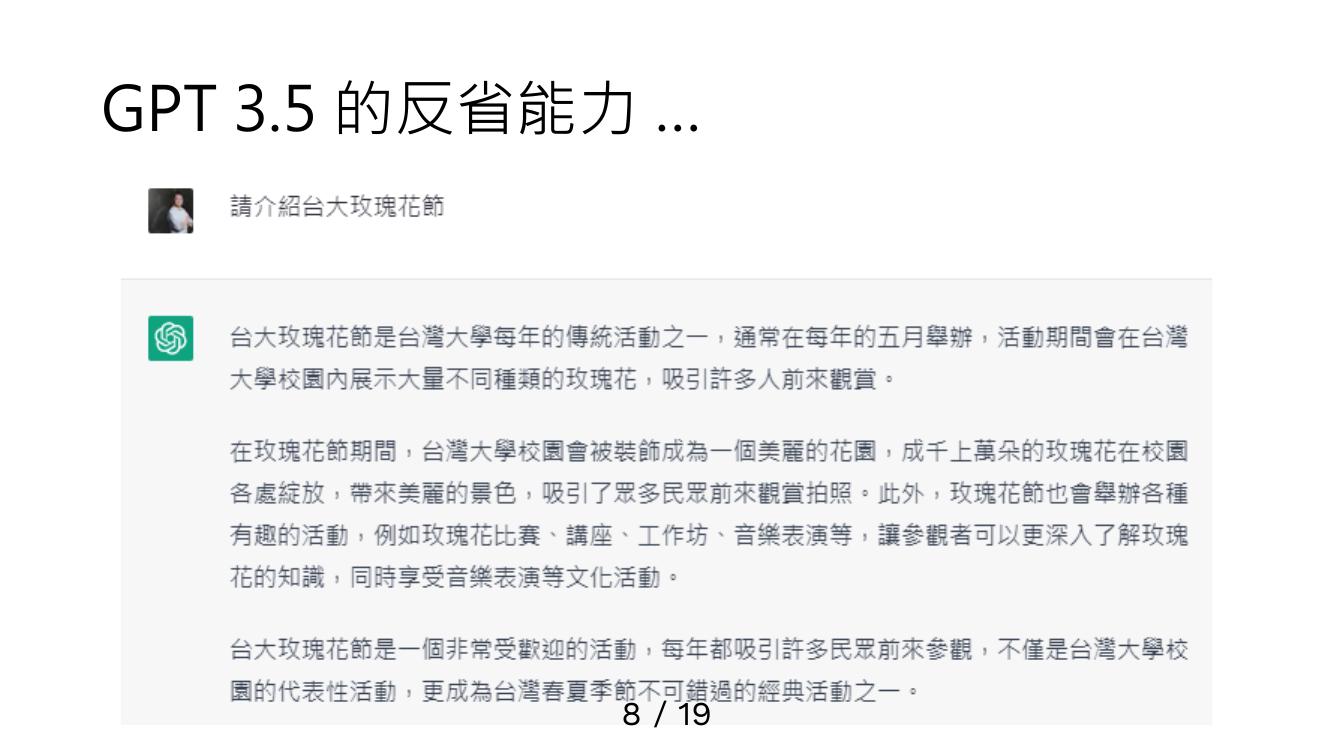 GPT 3.5 的反省能力 ...
請介紹台大玫瑰花節
台大玫瑰花節是台灣大學每年的傳統活動之一，通常在每年的五月舉辦，活動期間會在台灣
大學校園內展示大量不同種類的玫瑰花，吸引許多人前來觀賞。
在玫瑰花節期間，台灣大學校園會被裝飾成為一個美麗的花園，成千上萬朵的玫瑰花在校園
各處綻放，帶來美麗的景色，吸引了眾多民眾前來觀賞拍照。此外，玫瑰花節也會舉辦各種
有趣的活動，例如玫瑰花比賽、講座、工作坊、音樂表演等，讓參觀者可以更深入了解玫瑰
花的知識，同時享受音樂表演等文化活動。
台大玫瑰花節是一個非常受歡迎的活動，每年都吸引許多民眾前來參觀，不僅是台灣大學校
園的代表性活動，更成為台灣春夏季節不可錯過的經典活動之一。
8 / 19